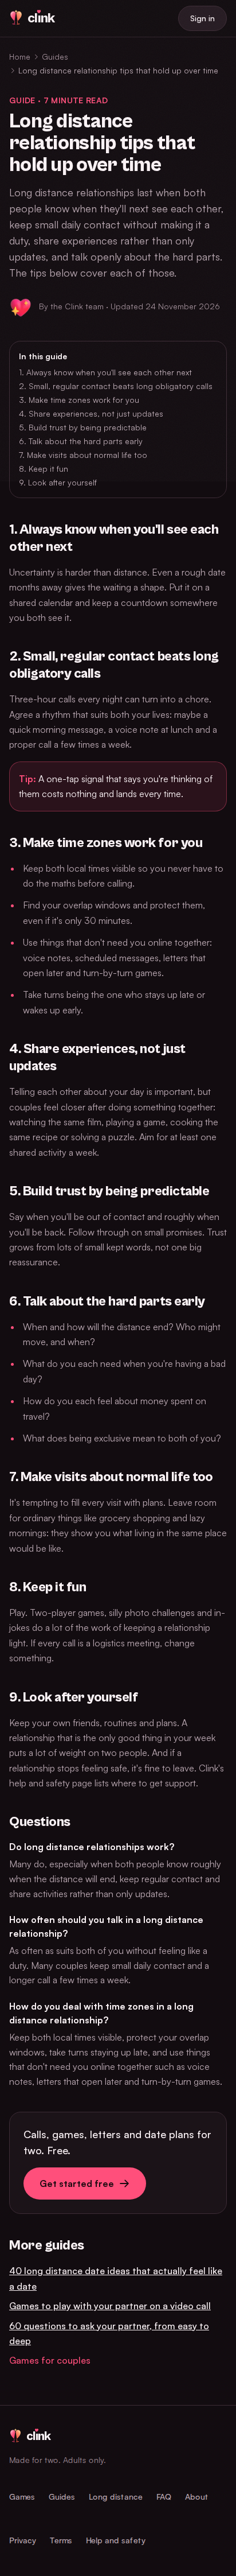 clink
Sign in
Home > Guides
> Long distance relationship tips that hold up over time
GUIDE · 7 MINUTE READ
Long distance
relationship tips that
hold up over time
Long distance relationships last when both
people know when they'll next see each other,
keep small daily contact without making it a
duty, share experiences rather than only
updates, and talk openly about the hard parts.
The tips below cover each of those.
By the Clink team · Updated 24 November 2026
In this guide
1. Always know when you'll see each other next
2. Small, regular contact beats long obligatory calls
3. Make time zones work for you
4. Share experiences, not just updates
5. Build trust by being predictable
6. Talk about the hard parts early
7. Make visits about normal life too
8. Keep it fun
9. Look after yourself
1. Always know when you'll see each
other next
Uncertainty is harder than distance. Even a rough date
months away gives the waiting a shape. Put it on a
shared calendar and keep a countdown somewhere
you both see it.
2. Small, regular contact beats long
obligatory calls
Three-hour calls every night can turn into a chore.
Agree a rhythm that suits both your lives: maybe a
quick morning message, a voice note at lunch and a
proper call a few times a week.
Tip: A one-tap signal that says you're thinking of
them costs nothing and lands every time.
3. Make time zones work for you
• Keep both local times visible so you never have to
do the maths before calling.
• Find your overlap windows and protect them,
even if it's only 30 minutes.
• Use things that don't need you online together:
voice notes, scheduled messages, letters that
open later and turn-by-turn games.
• Take turns being the one who stays up late or
wakes up early.
4. Share experiences, not just
updates
Telling each other about your day is important, but
couples feel closer after doing something together:
watching the same film, playing a game, cooking the
same recipe or solving a puzzle. Aim for at least one
shared activity a week.
5. Build trust by being predictable
Say when you'll be out of contact and roughly when
you'll be back. Follow through on small promises. Trust
grows from lots of small kept words, not one big
reassurance.
6. Talk about the hard parts early
• When and how will the distance end? Who might
move, and when?
• What do you each need when you're having a bad
day?
• How do you each feel about money spent on
travel?
• What does being exclusive mean to both of you?
7. Make visits about normal life too
It's tempting to fill every visit with plans. Leave room
for ordinary things like grocery shopping and lazy
mornings: they show you what living in the same place
would be like.
8. Keep it fun
Play. Two-player games, silly photo challenges and in-
jokes do a lot of the work of keeping a relationship
light. If every call is a logistics meeting, change
something.
9. Look after yourself
Keep your own friends, routines and plans. A
relationship that is the only good thing in your week
puts a lot of weight on two people. And if a
relationship stops feeling safe, it's fine to leave. Clink's
help and safety page lists where to get support.
Questions
Do long distance relationships work?
Many do, especially when both people know roughly when
the distance will end, keep regular contact and
share activities rather than only updates.
How often should you talk in a long distance
relationship?
As often as suits both of you without feeling like a
duty. Many couples keep small daily contact and a
longer call a few times a week.
How do you deal with time zones in a long
distance relationship?
Keep both local times visible, protect your overlap
windows, take turns staying up late, and use things
that don't need you online together such as voice
notes, letters that open later and turn-by-turn games.
Calls, games, letters and date plans for
two. Free.
Get started free →
More guides
40 long distance date ideas that actually feel like
a date
Games to play with your partner on a video call
60 questions to ask your partner, from easy to
deep
Games for couples
clink
Made for two. Adults only.
Games Guides Long distance FAQ About
Privacy Terms Help and safety